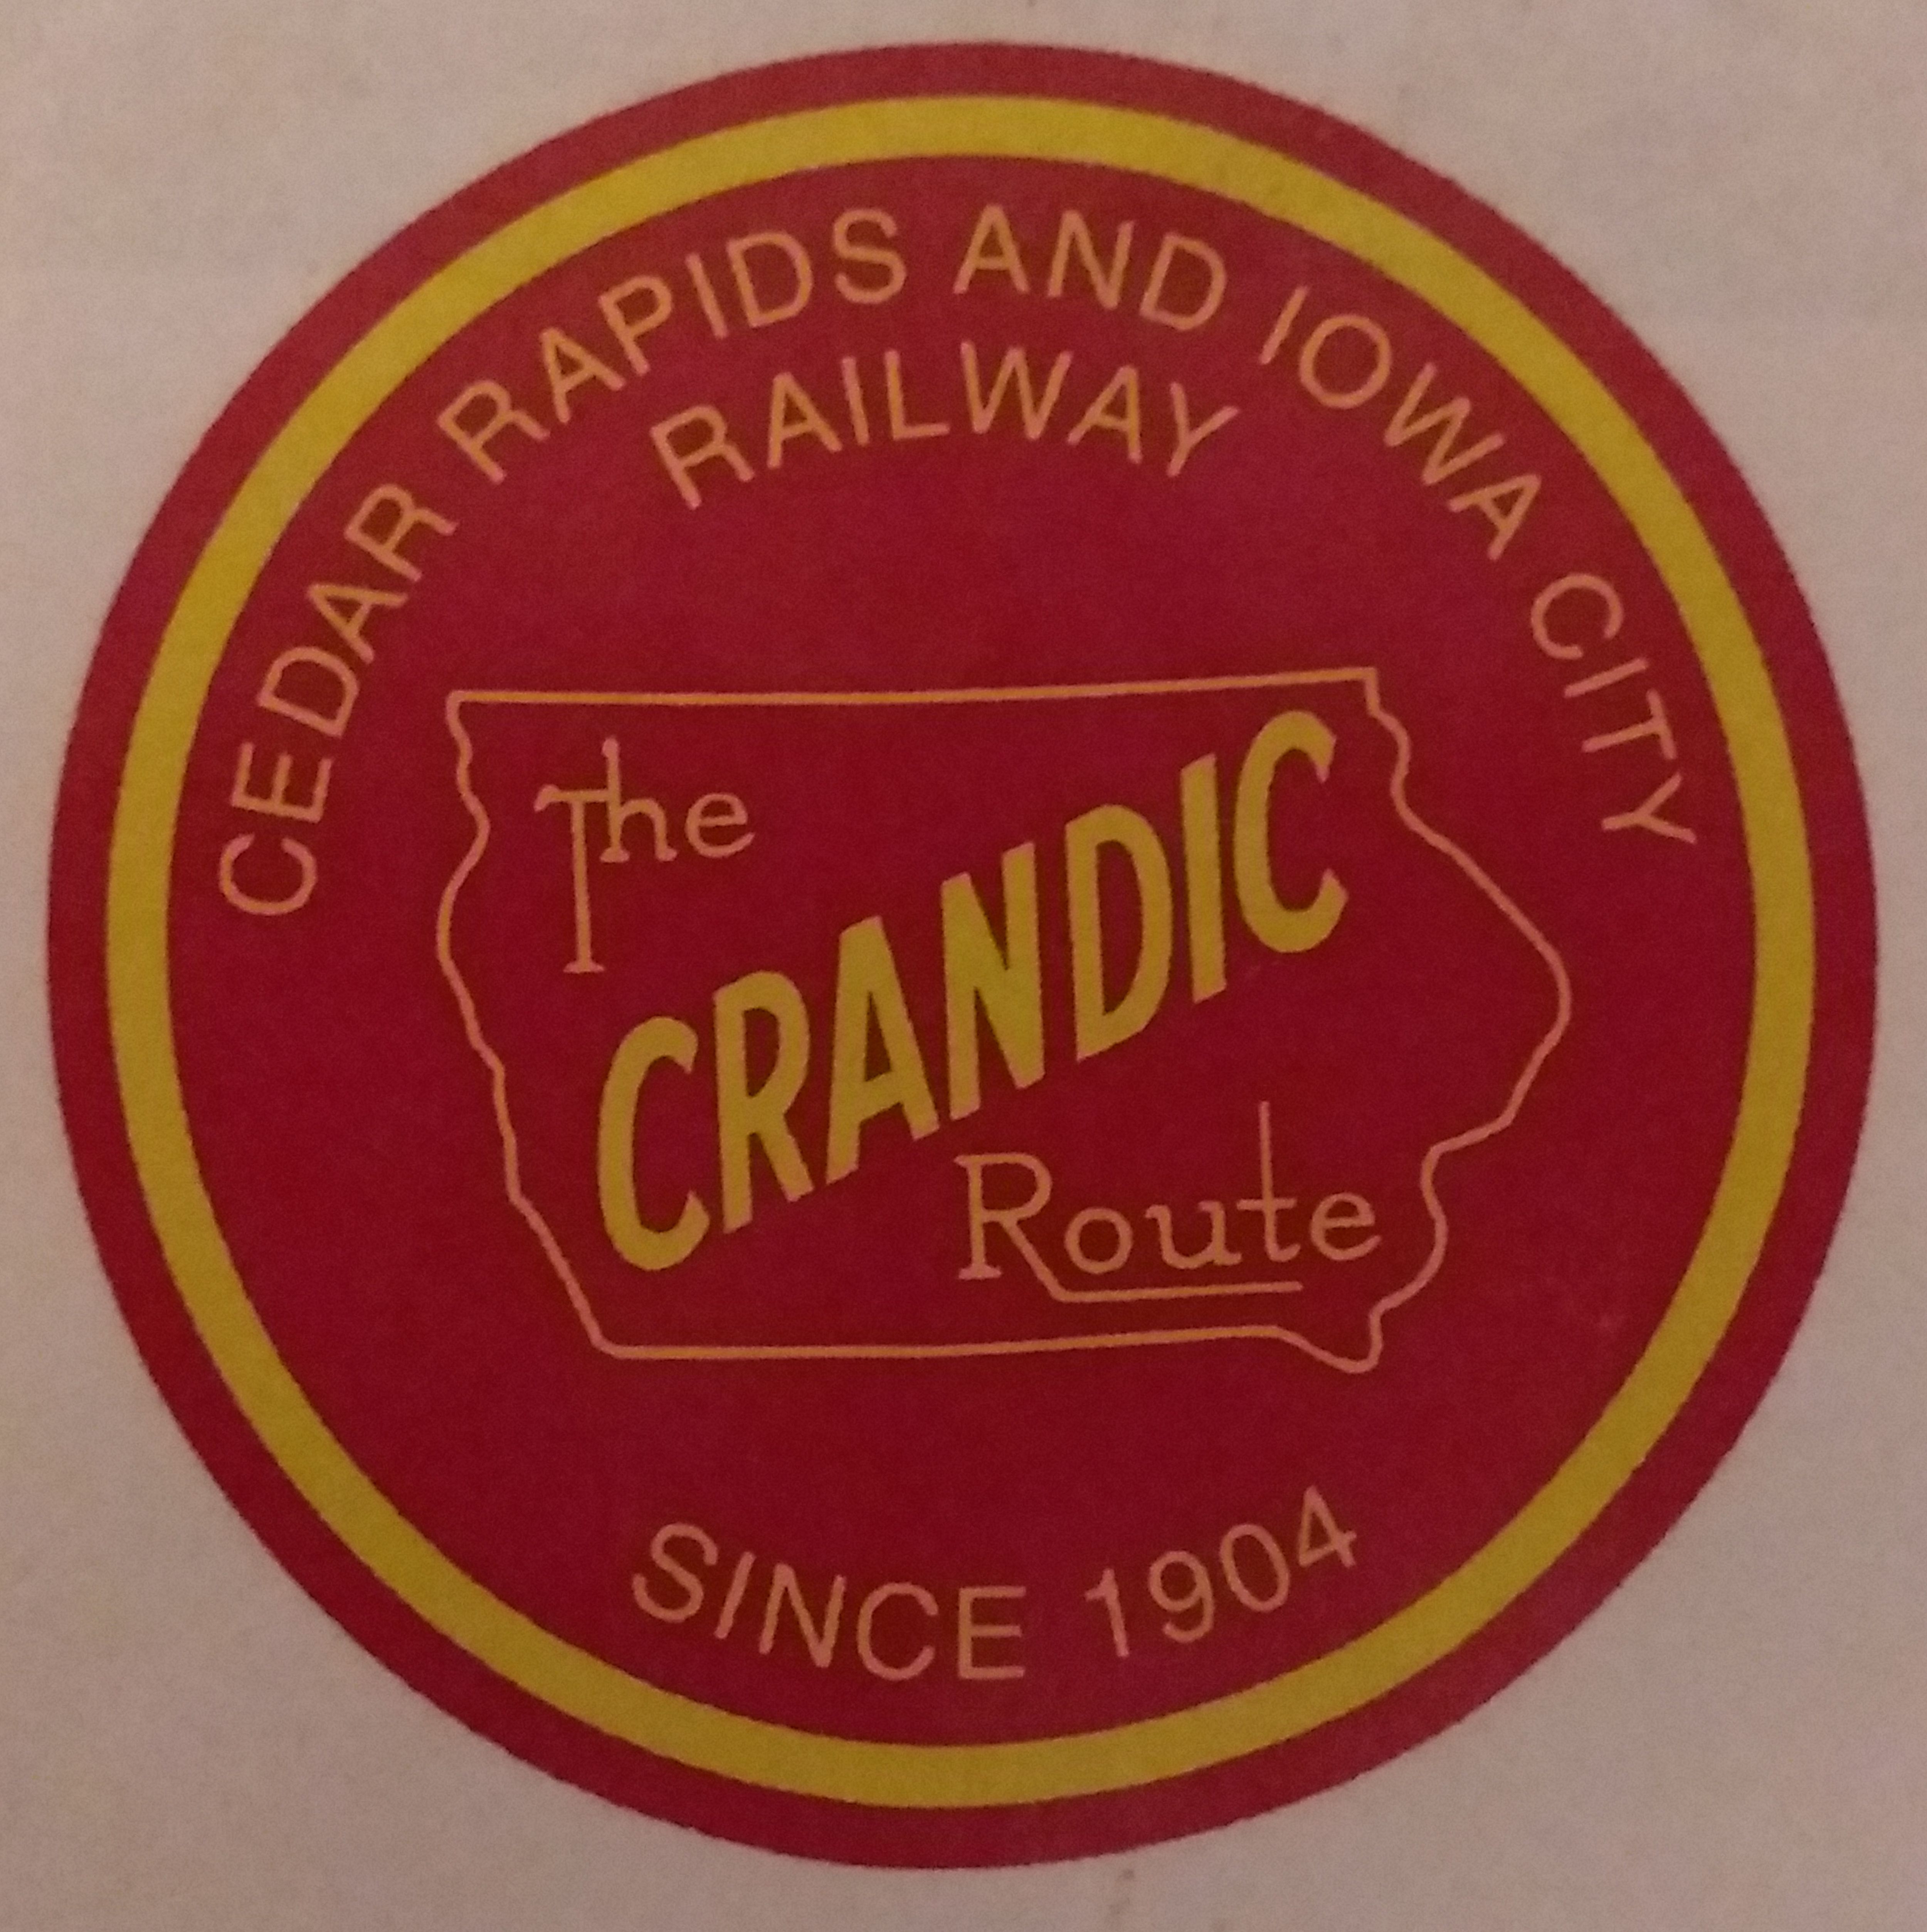 CEDAR RAPIDS AND IOWA CITY
RAILWAY
The
CRANDIC
Route
SINCE 1904